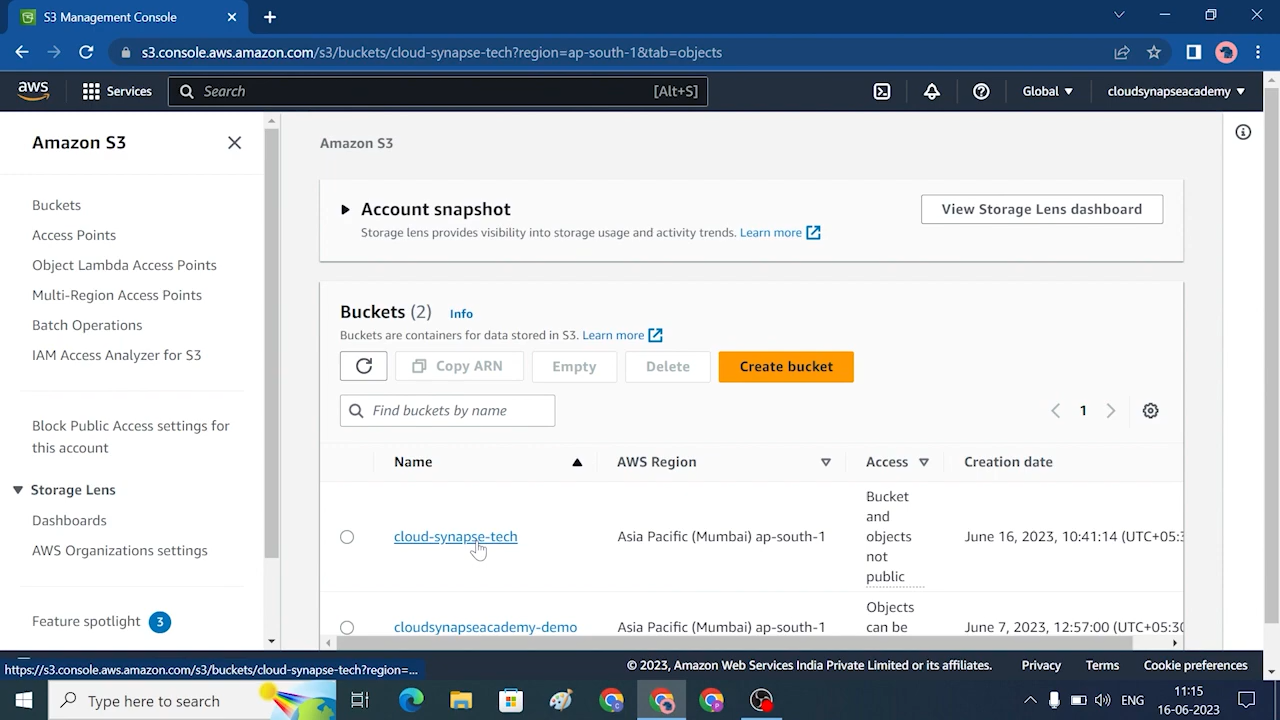 S3 Management Console
s3.console.aws.amazon.com/s3/buckets/cloud-synapse-tech?region=ap-south-1&tab=objects
aws
Services
Search
[Alt+S]
Global
cloudsynapseacademy
Amazon S3
Buckets
Access Points
Object Lambda Access Points
Multi-Region Access Points
Batch Operations
IAM Access Analyzer for S3
Block Public Access settings for
this account
Storage Lens
Dashboards
AWS Organizations settings
Feature spotlight 3
Amazon S3
Account snapshot
View Storage Lens dashboard
Storage lens provides visibility into storage usage and activity trends. Learn more
Buckets (2) Info
Buckets are containers for data stored in S3. Learn more
Copy ARN
Empty
Delete
Create bucket
Find buckets by name
1
Name
AWS Region
Access
Creation date
cloud-synapse-tech
Asia Pacific (Mumbai) ap-south-1
Bucket
and
objects
not
public
June 16, 2023, 10:41:14 (UTC+05:3
cloudsynapseacademy-demo
Asia Pacific (Mumbai) ap-south-1
Objects
can be
June 7, 2023, 12:57:00 (UTC+05:30
https://s3.console.aws.amazon.com/s3/buckets/cloud-synapse-tech?region=...
© 2023, Amazon Web Services India Private Limited or its affiliates.
Privacy
Terms
Cookie preferences
Type here to search
ENG
11:15
16-06-2023